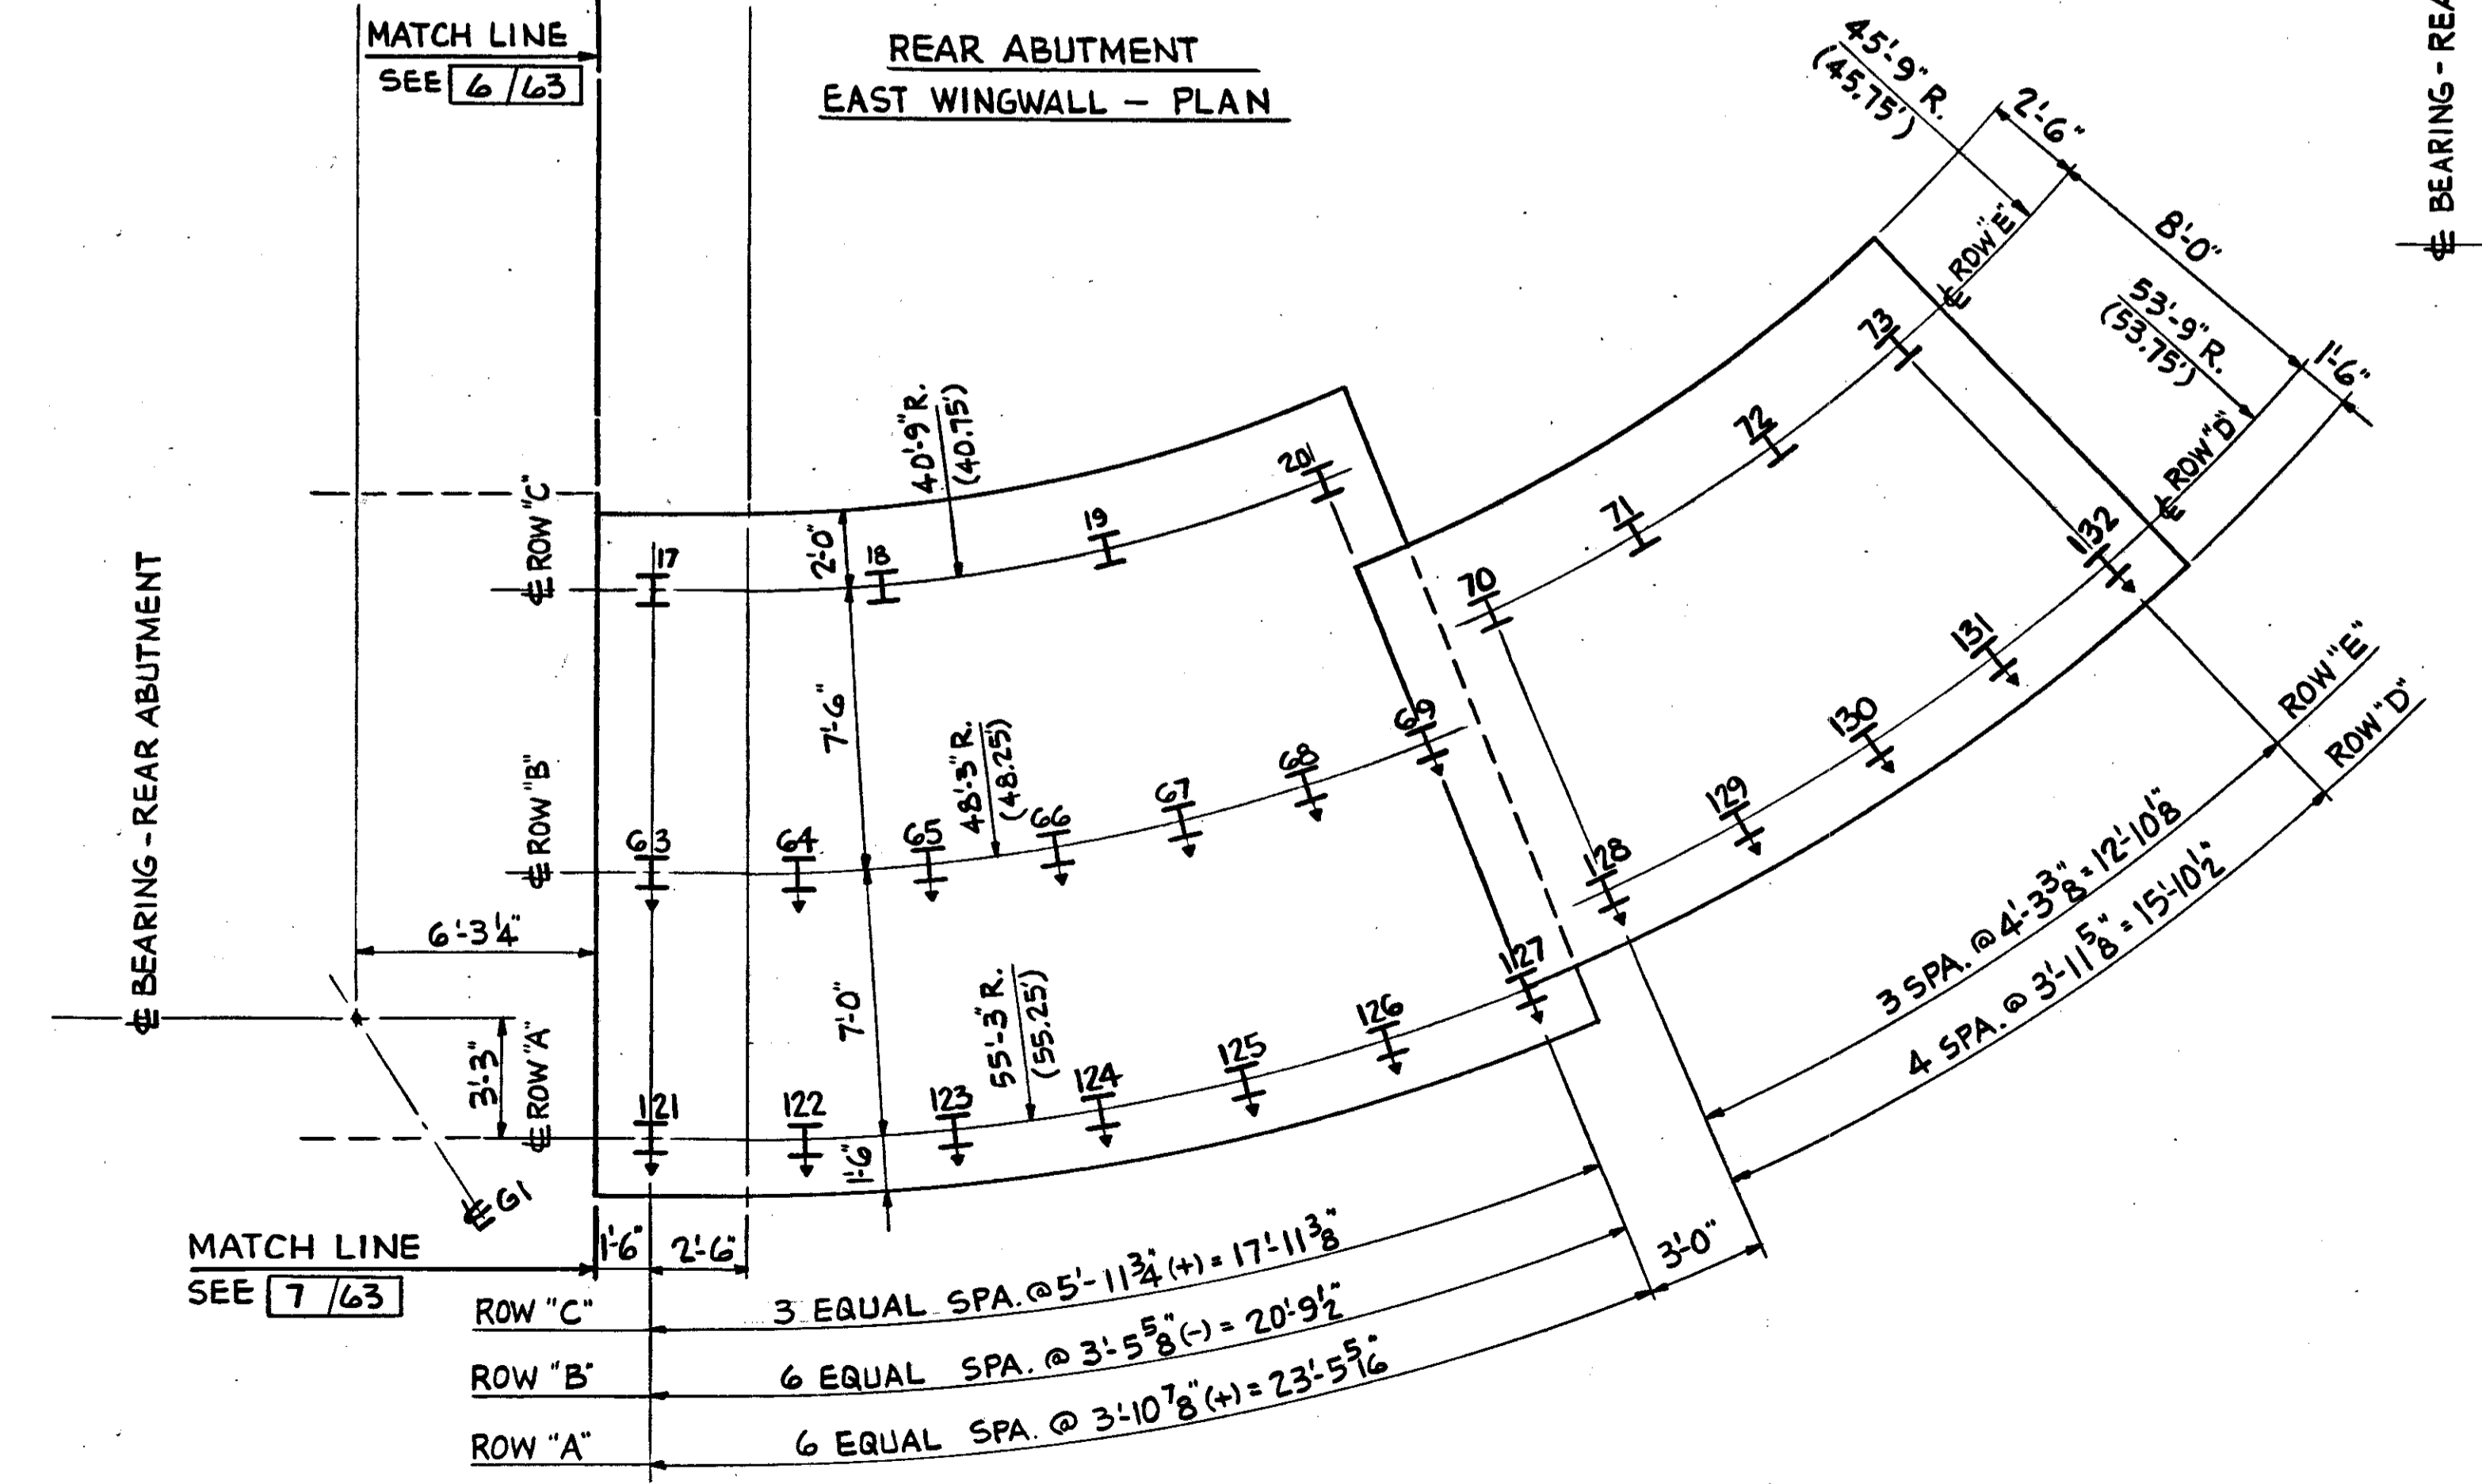 MATCH LINE
SEE 6/63
REAR ABUTMENT
EAST WINGWALL – PLAN
45'-9" R.
(45.75')
2'-6"
8'-0"
53'-9" R.
(53.75')
1'-6"
℄ ROW "E"
℄ ROW "D"
℄ BEARING - REA
73
72
71
70
132
131
130
129
128
ROW "E"
ROW "D"
40'-9" R.
(40.75')
℄ ROW "C"
2'-0"
17
18
19
20
7'-6"
℄ BEARING - REAR ABUTMENT
℄ ROW "B"
48'-3" R.
(48.25')
63
64
65
66
67
68
69
6'-3¼"
3'-3"
℄ ROW "A"
7'-0"
55'-3" R.
(55.25')
121
122
123
124
125
126
127
1'-6"
℄ G1
MATCH LINE
SEE 7/63
1'-6"
2'-6"
3'-0"
3 SPA. @ 4'-3⅜" = 12'-10⅛"
4 SPA. @ 3'-11⅝" = 15'-10½"
ROW "C" 3 EQUAL SPA. @ 5'-11¾" (+) = 17'-11⅜"
ROW "B" 6 EQUAL SPA. @ 3'-5⅝" (-) = 20'-9½"
ROW "A" 6 EQUAL SPA. @ 3'-10⅞" (+) = 23'-5 5/16"